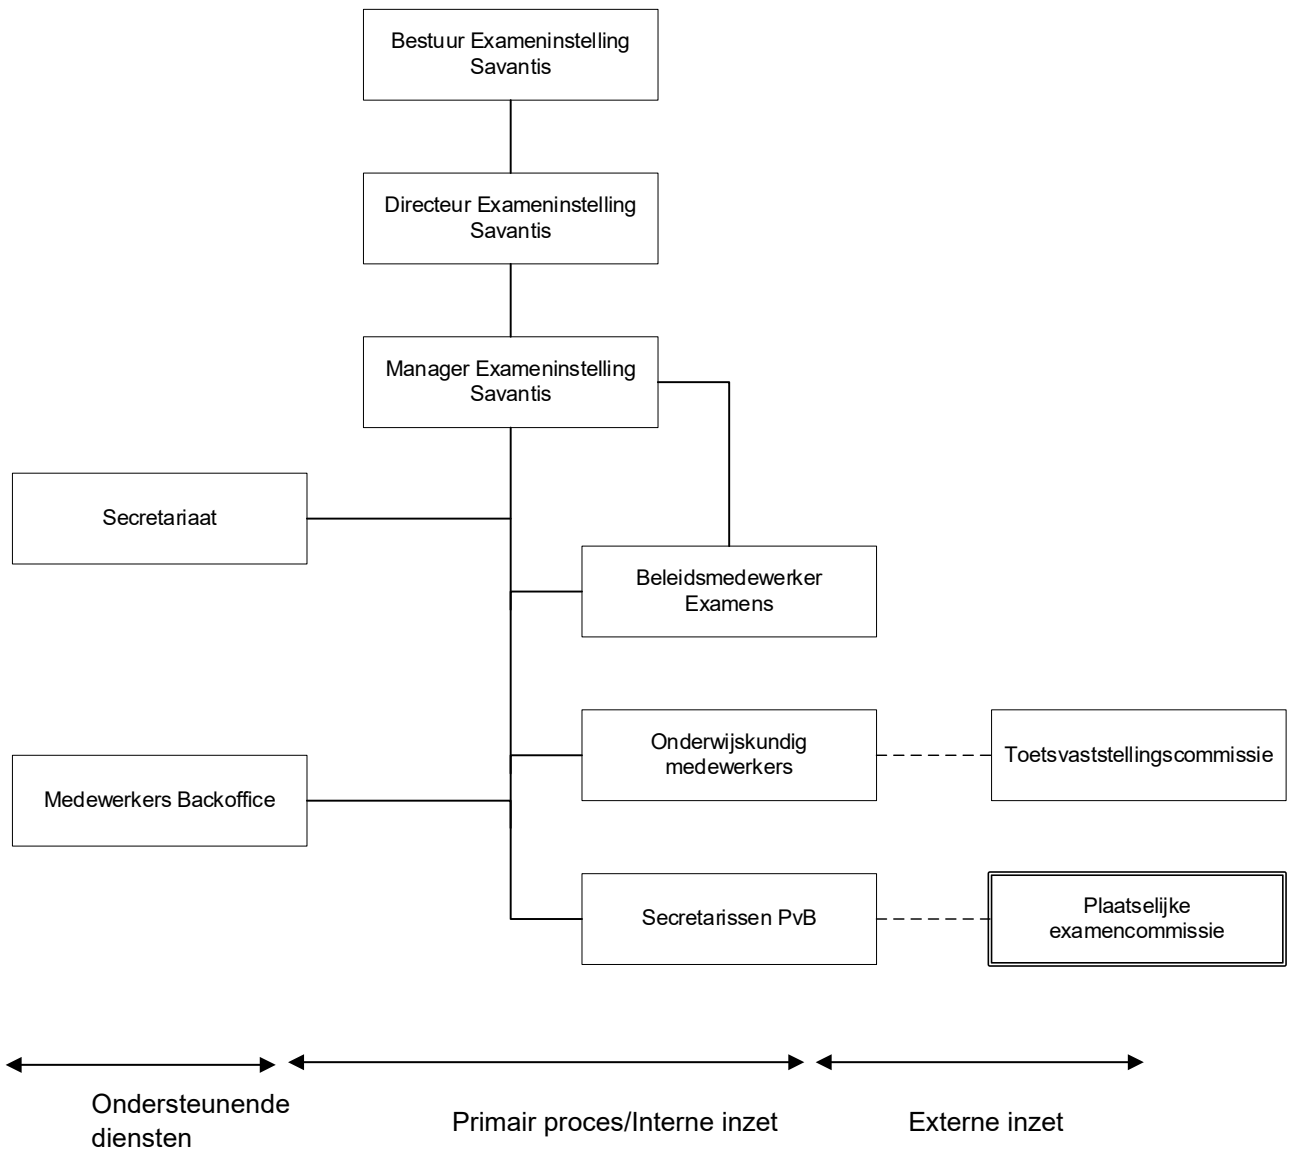 Bestuur Exameninstelling
Savantis
Directeur Exameninstelling
Savantis
Manager Exameninstelling
Savantis
Secretariaat
Beleidsmedewerker
Examens
Onderwijskundig
medewerkers
Toetsvaststellingscommissie
Medewerkers Backoffice
Secretarissen PvB
Plaatselijke
examencommissie
Ondersteunende
diensten
Primair proces/Interne inzet
Externe inzet